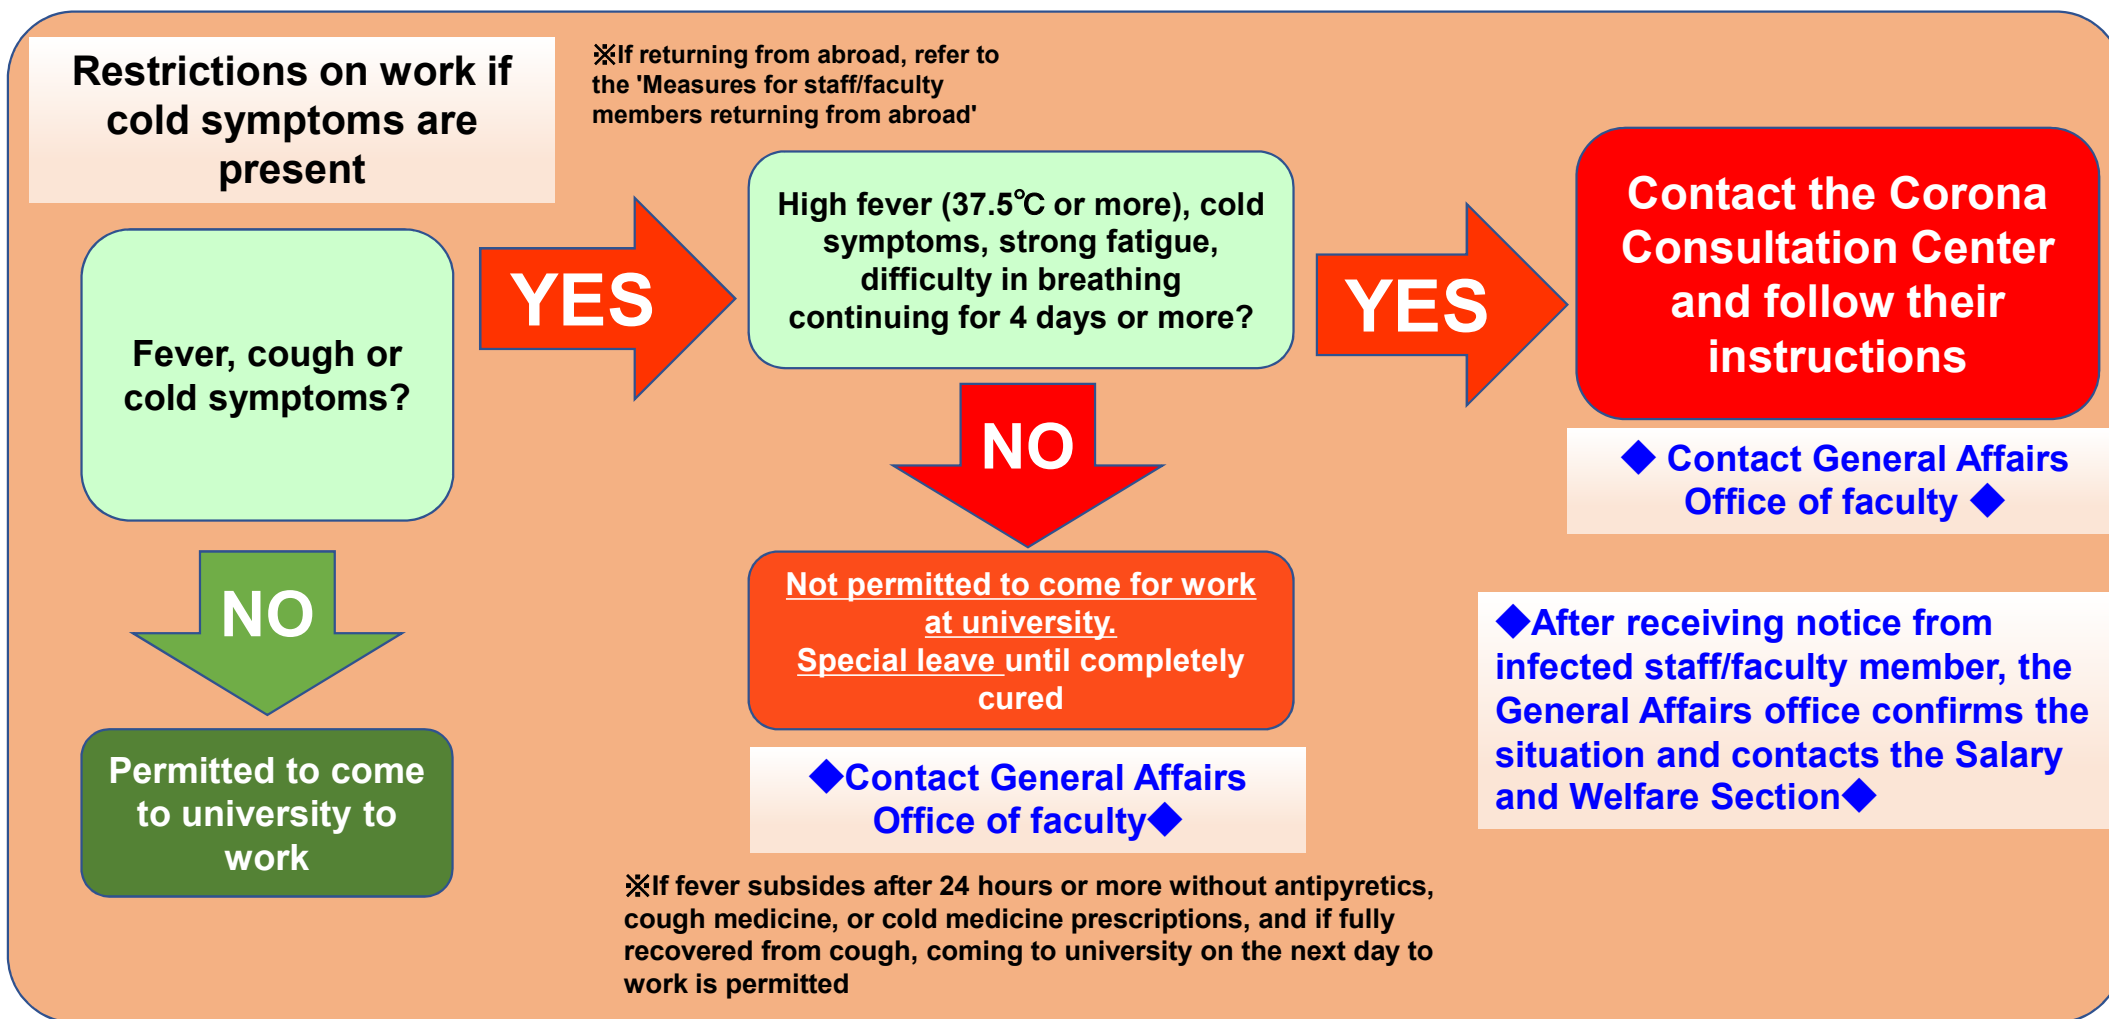 Restrictions on work if
cold symptoms are
present
※If returning from abroad, refer to
the 'Measures for staff/faculty
members returning from abroad'
Fever, cough or
cold symptoms?
YES
High fever (37.5℃ or more), cold
symptoms, strong fatigue,
difficulty in breathing
continuing for 4 days or more?
YES
Contact the Corona
Consultation Center
and follow their
instructions
◆ Contact General Affairs
Office of faculty ◆
NO
Permitted to come
to university to
work
NO
Not permitted to come for work
at university.
Special leave until completely
cured
◆Contact General Affairs
Office of faculty◆
※If fever subsides after 24 hours or more without antipyretics,
cough medicine, or cold medicine prescriptions, and if fully
recovered from cough, coming to university on the next day to
work is permitted
◆After receiving notice from
infected staff/faculty member, the
General Affairs office confirms the
situation and contacts the Salary
and Welfare Section◆